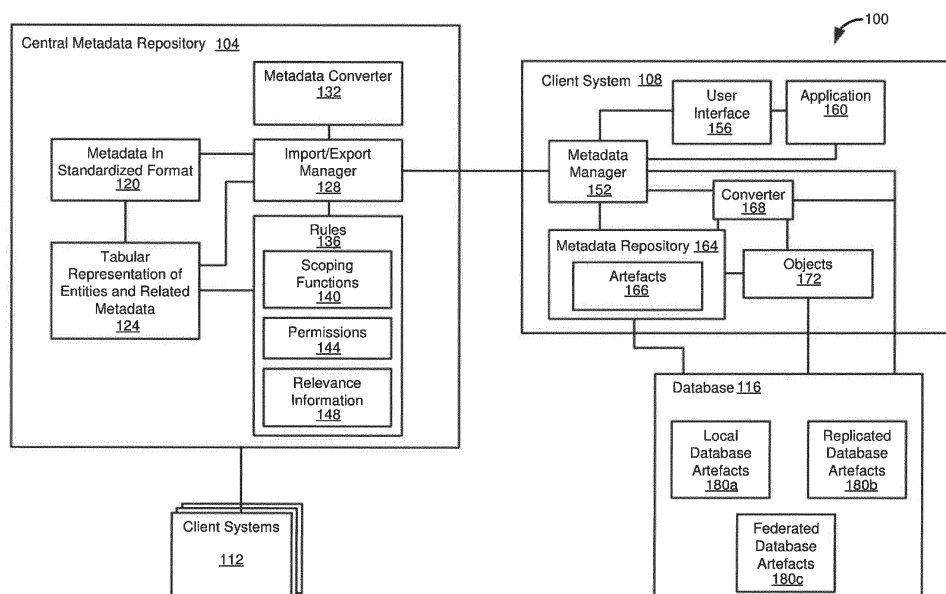 100
Central Metadata Repository 104
Metadata Converter
132
Metadata In
Standardized Format
120
Import/Export
Manager
128
Tabular
Representation of
Entities and Related
Metadata
124
Rules
136
Scoping
Functions
140
Permissions
144
Relevance
Information
148
Client Systems
112
Client System 108
User
Interface
156
Application
160
Metadata
Manager
152
Converter
168
Metadata Repository 164
Artefacts
166
Objects
172
Database 116
Local
Database
Artefacts
180a
Replicated
Database
Artefacts
180b
Federated
Database
Artefacts
180c